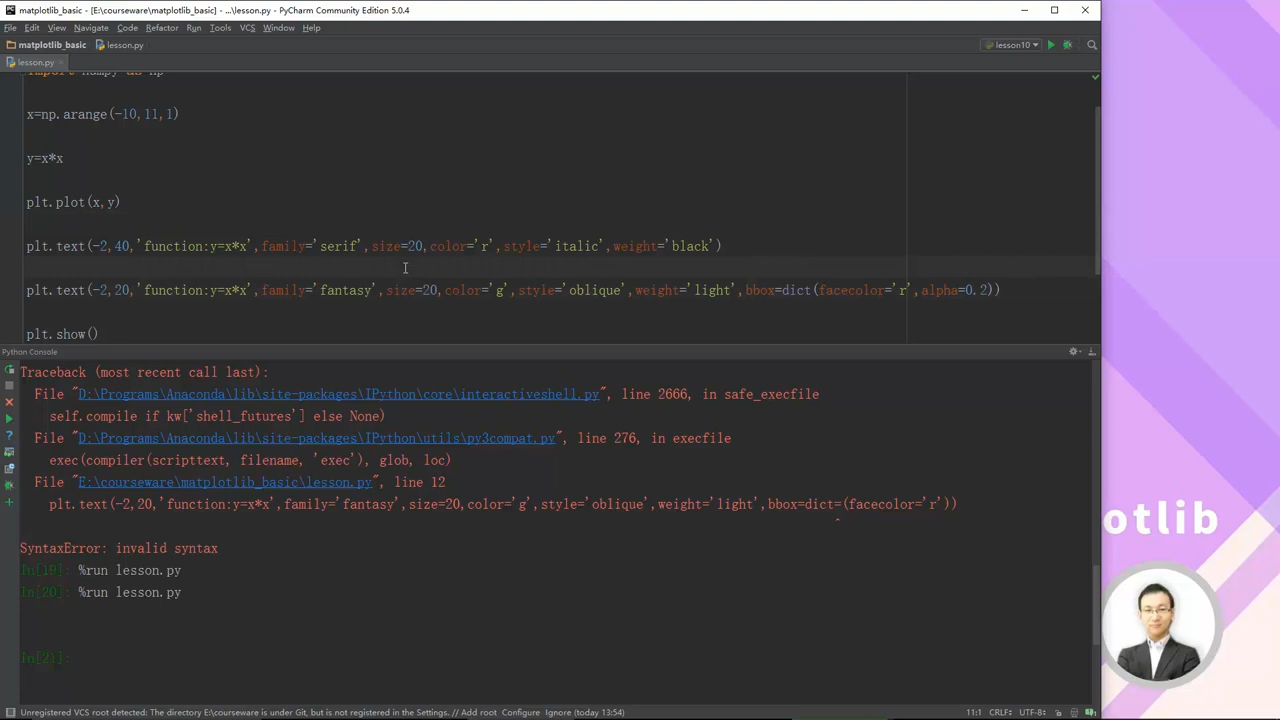 matplotlib_basic - [E:\courseware\matplotlib_basic] - ...\lesson.py - PyCharm Community Edition 5.0.4
File Edit View Navigate Code Refactor Run Tools VCS Window Help
matplotlib_basic lesson.py lesson10
lesson.py
import numpy as np
x=np.arange(-10,11,1)
y=x*x
plt.plot(x,y)
plt.text(-2,40,'function:y=x*x',family='serif',size=20,color='r',style='italic',weight='black')
plt.text(-2,20,'function:y=x*x',family='fantasy',size=20,color='g',style='oblique',weight='light',bbox=dict(facecolor='r',alpha=0.2))
plt.show()
Python Console
Traceback (most recent call last):
File "D:\Programs\Anaconda\lib\site-packages\IPython\core\interactiveshell.py", line 2666, in safe_execfile
self.compile if kw['shell_futures'] else None)
File "D:\Programs\Anaconda\lib\site-packages\IPython\utils\py3compat.py", line 276, in execfile
exec(compiler(scripttext, filename, 'exec'), glob, loc)
File "E:\courseware\matplotlib_basic\lesson.py", line 12
plt.text(-2,20,'function:y=x*x',family='fantasy',size=20,color='g',style='oblique',weight='light',bbox=dict=(facecolor='r'))
^
SyntaxError: invalid syntax
In[19]: %run lesson.py
In[20]: %run lesson.py
In[21]:
otlib
Unregistered VCS root detected: The directory E:\courseware is under Git, but is not registered in the Settings. // Add root Configure Ignore (today 13:54) 11:1 CRLF÷ UTF-8÷